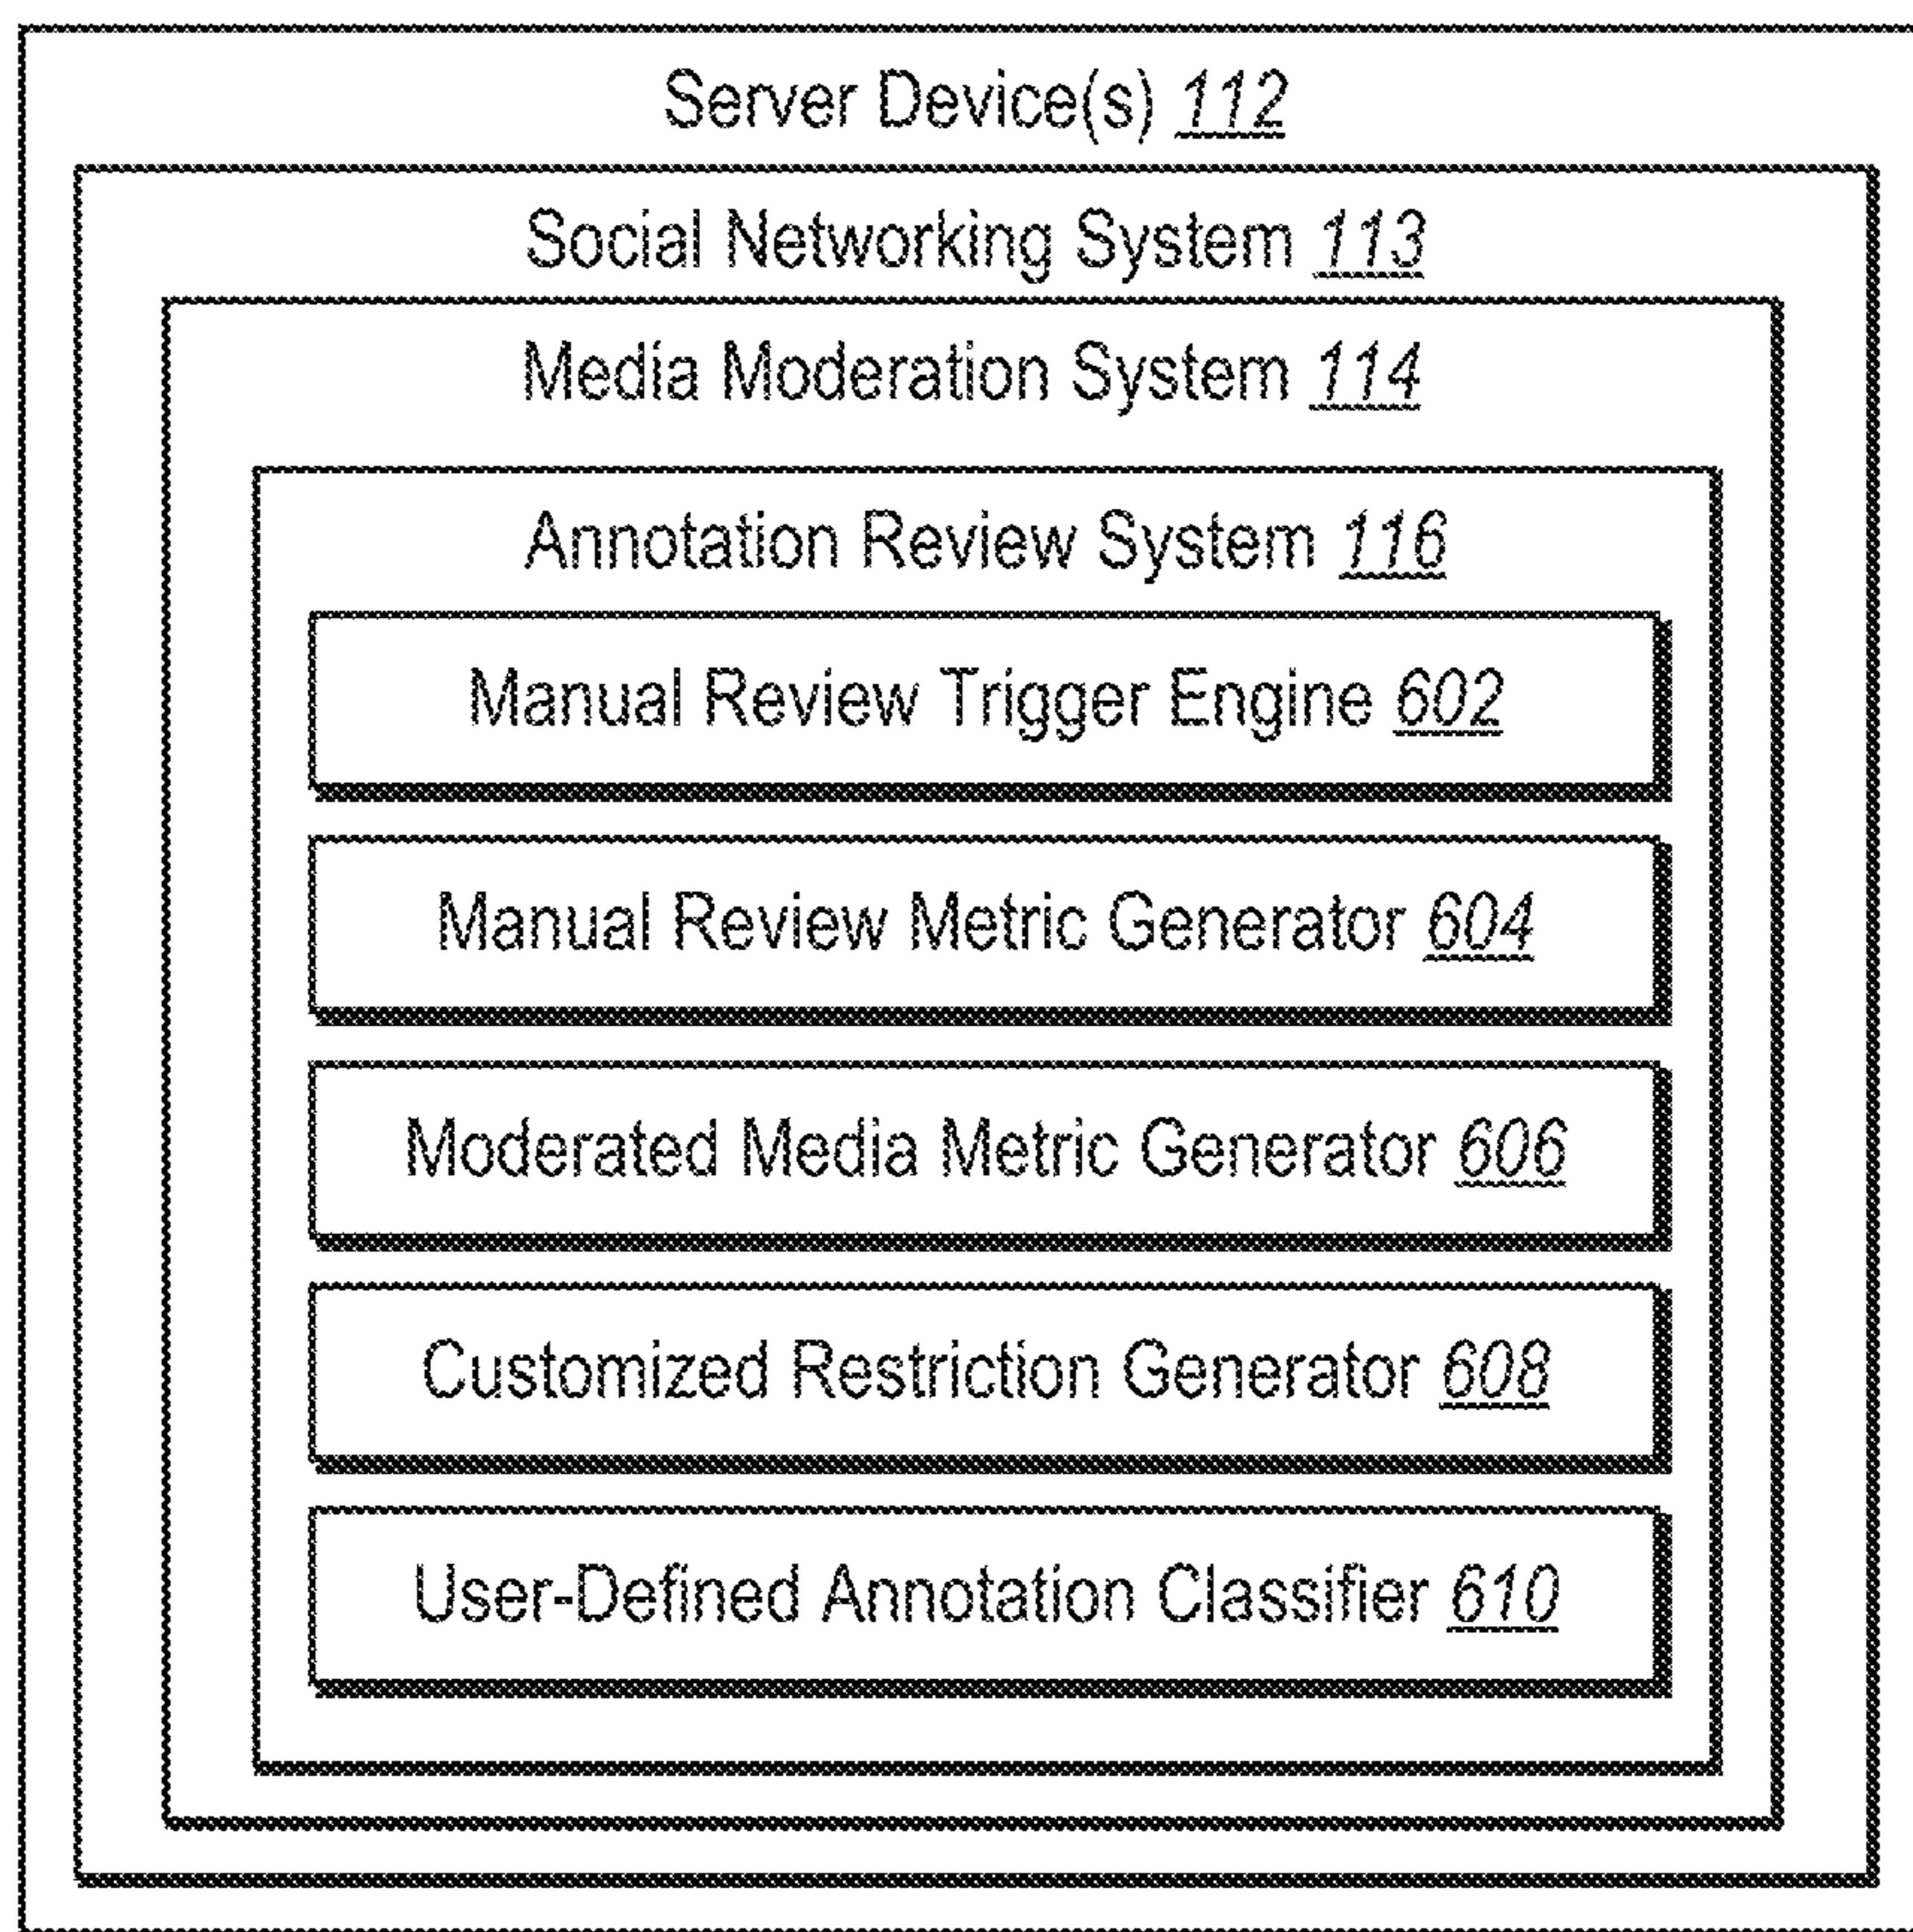 Server Device(s) 112
Social Networking System 113
Media Moderation System 114
Annotation Review System 116
Manual Review Trigger Engine 602
Manual Review Metric Generator 604
Moderated Media Metric Generator 606
Customized Restriction Generator 608
User-Defined Annotation Classifier 610